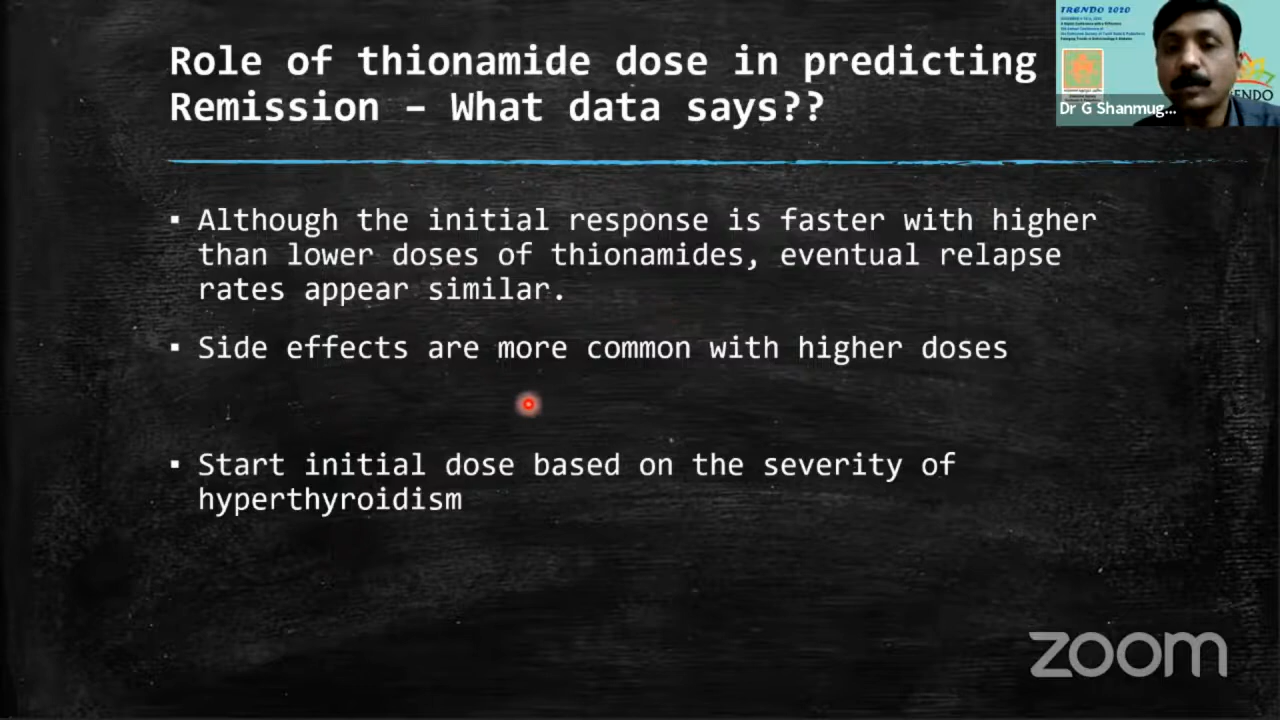 Role of thionamide dose in predicting
Remission – What data says??
TRENDO 2020
Dr G Shanmug...
ENDO
▪ Although the initial response is faster with higher
than lower doses of thionamides, eventual relapse
rates appear similar.
▪ Side effects are more common with higher doses
▪ Start initial dose based on the severity of
hyperthyroidism
zoom